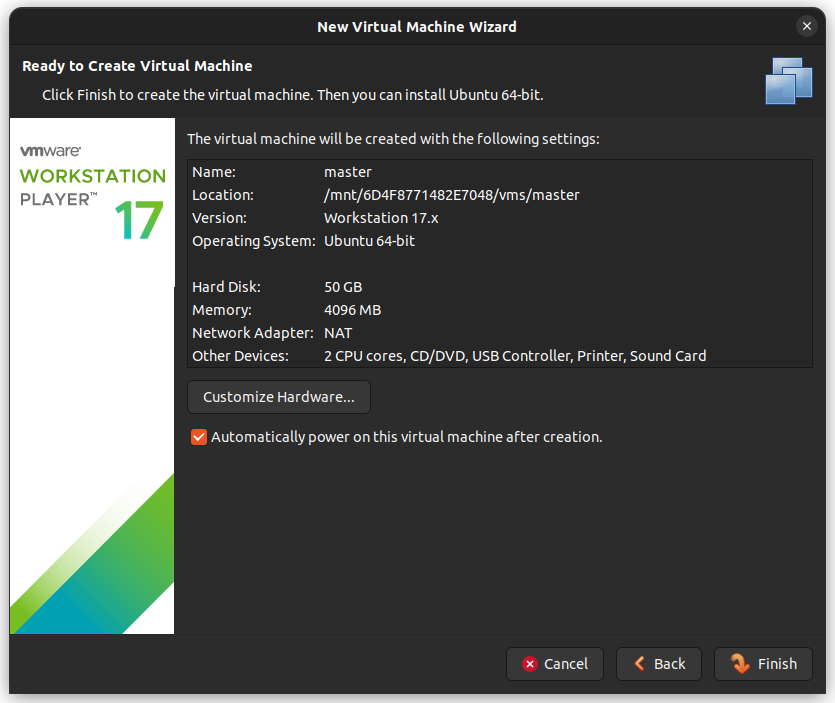 New Virtual Machine Wizard
Ready to Create Virtual Machine
Click Finish to create the virtual machine. Then you can install Ubuntu 64-bit.
vmware
WORKSTATION
PLAYER™
17
The virtual machine will be created with the following settings:
Name: master
Location: /mnt/6D4F8771482E7048/vms/master
Version: Workstation 17.x
Operating System: Ubuntu 64-bit
Hard Disk: 50 GB
Memory: 4096 MB
Network Adapter: NAT
Other Devices: 2 CPU cores, CD/DVD, USB Controller, Printer, Sound Card
Customize Hardware...
Automatically power on this virtual machine after creation.
Cancel Back Finish